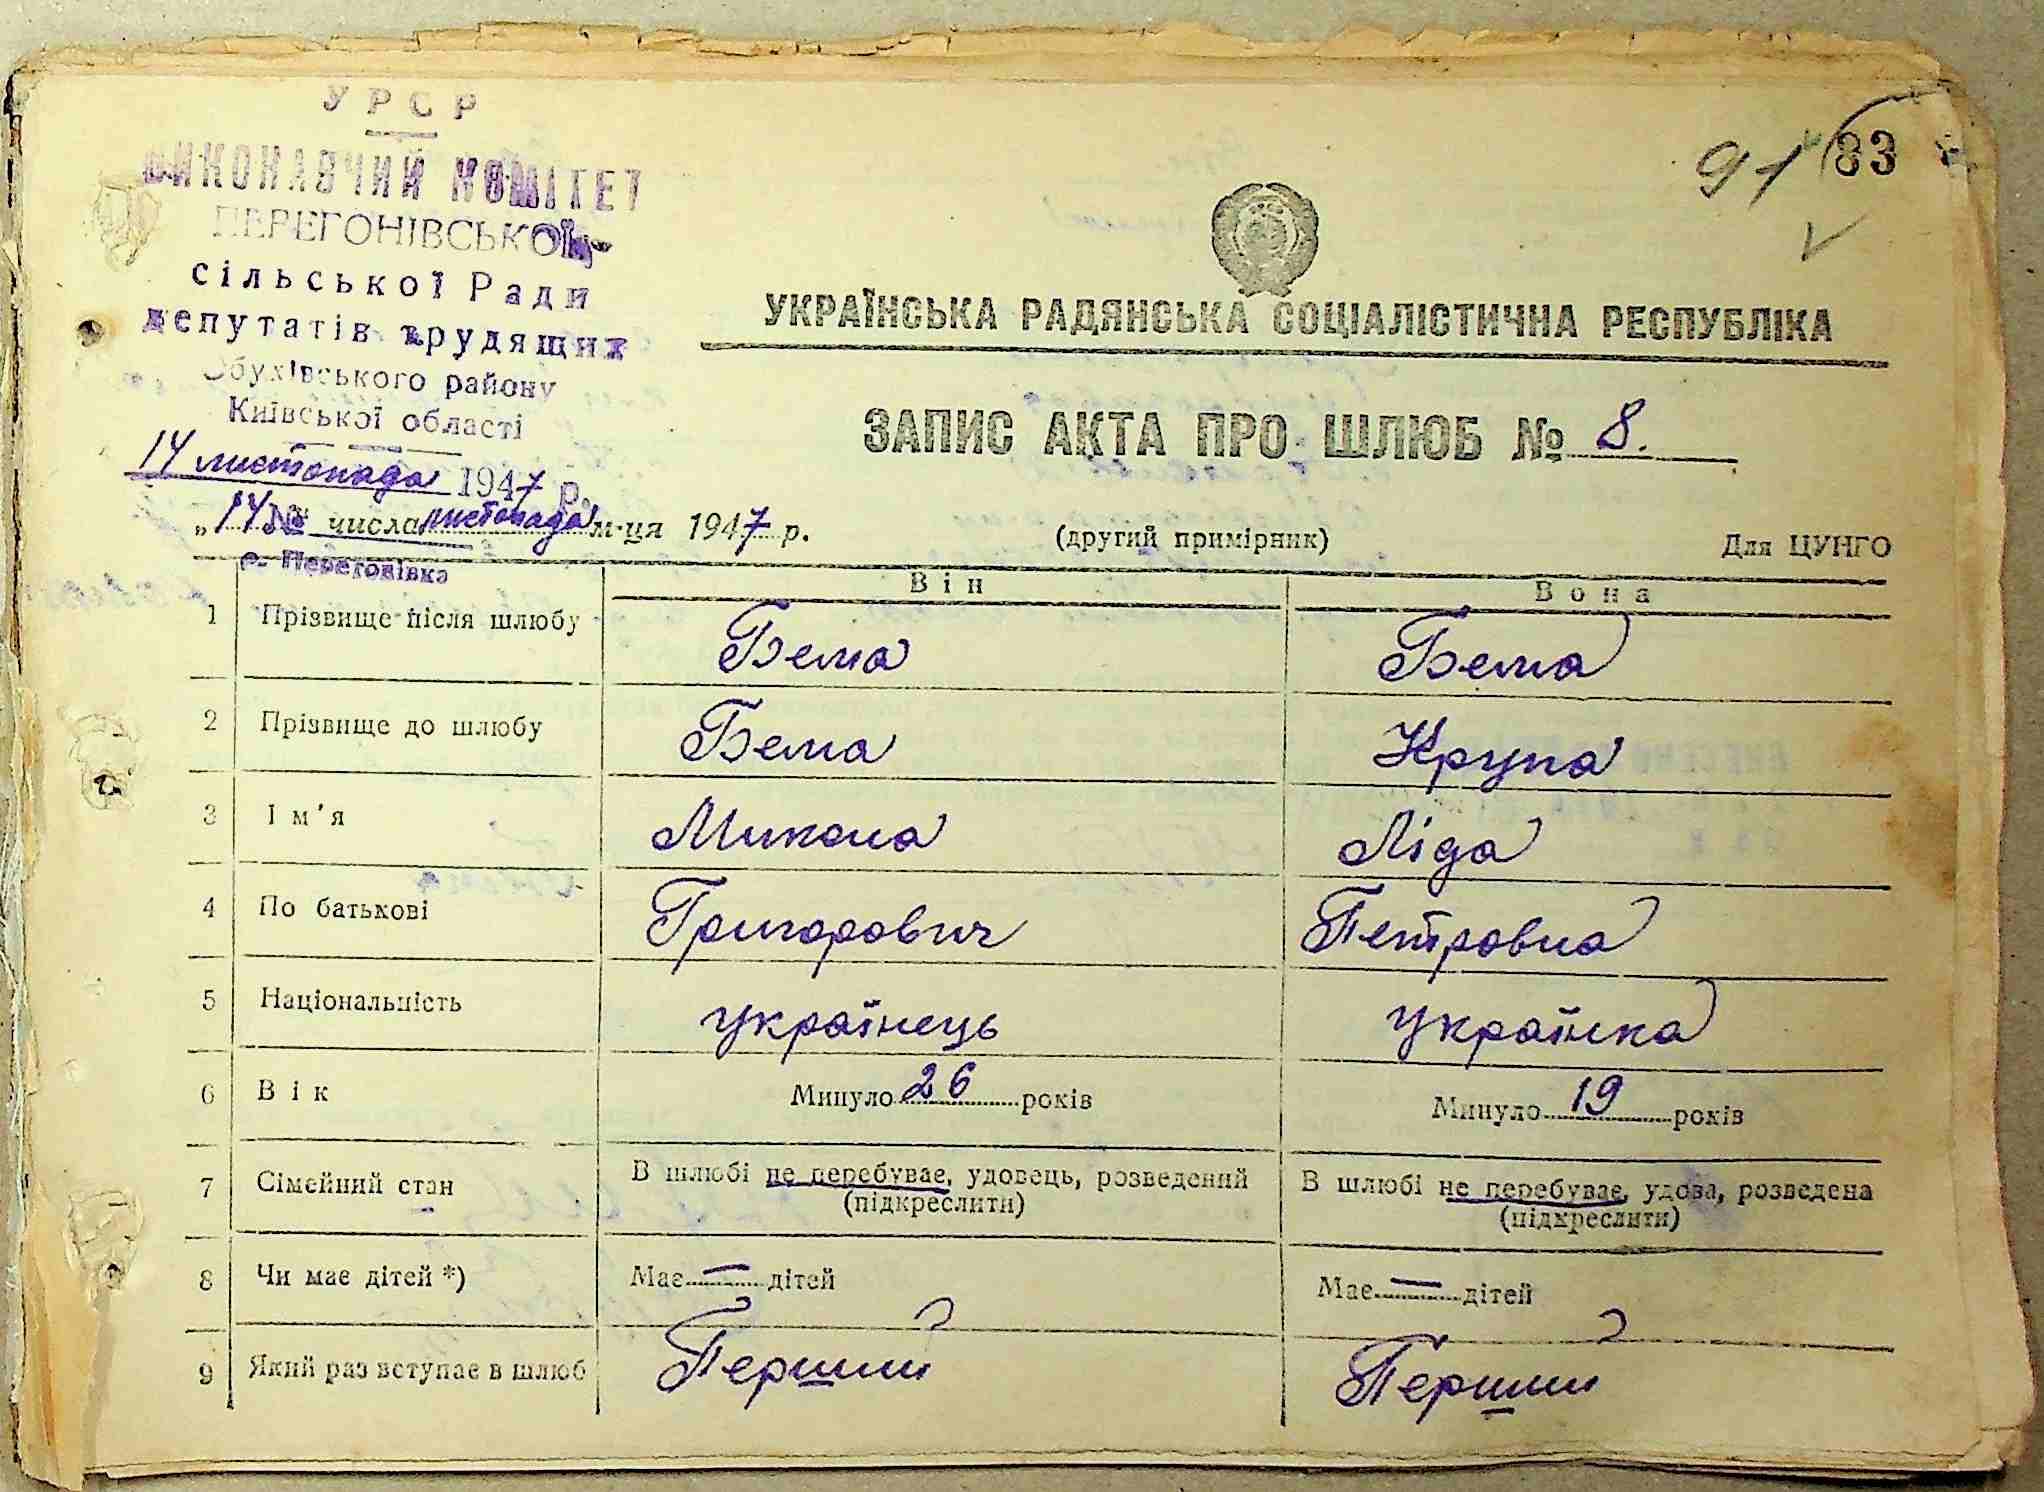 УРСР
ВИКОНАВЧИЙ КОМІТЕТ
ПЕРЕГОНІВСЬКОЇ
сільської Ради
депутатів трудящих
Обухівського району
Київської області
14 листопада 1947 р.
№
с. Перегонівка
91 83
УКРАЇНСЬКА РАДЯНСЬКА СОЦІАЛІСТИЧНА РЕСПУБЛІКА
ЗАПИС АКТА ПРО ШЛЮБ № 8.
„14" числа листопада м-ця 1947 р. (другий примірник) Для ЦУНГО
Він Вона
1 Прізвище після шлюбу Бема Бема
2 Прізвище до шлюбу Бема Крупа
3 Ім'я Микола Ліда
4 По батькові Григорович Петровна
5 Національність українець українка
6 Вік Минуло 26 років Минуло 19 років
7 Сімейний стан В шлюбі не перебуває, удовець, розведений В шлюбі не перебуває, удова, розведена
(підкреслити) (підкреслити)
8 Чи має дітей *) Має — дітей Має — дітей
9 Який раз вступає в шлюб Перший Перший